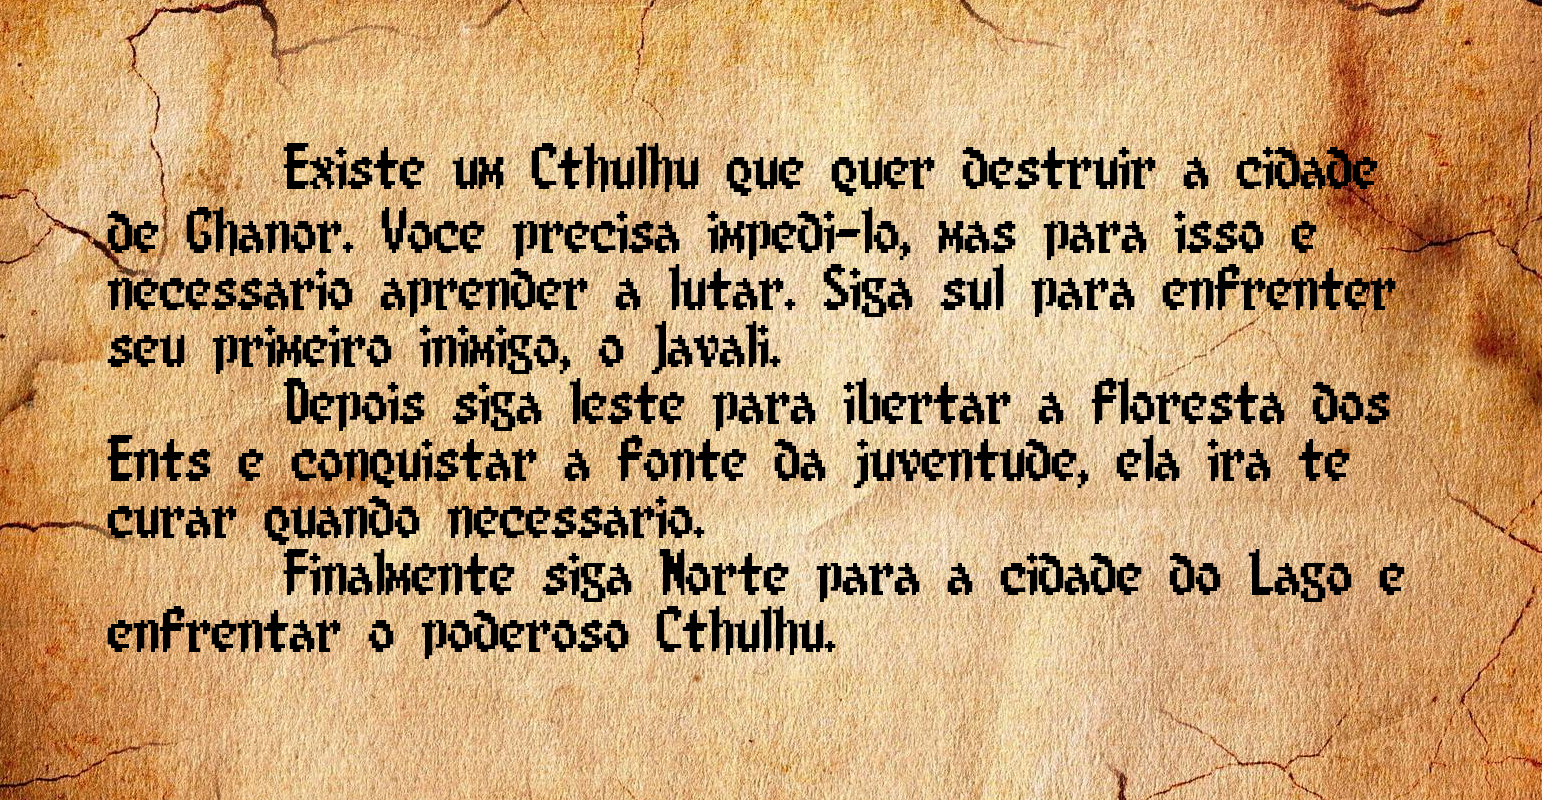 Existe um Cthulhu que quer destruir a cidade
de Ghanor. Voce precisa impedi-lo, mas para isso e
necessario aprender a lutar. Siga sul para enfrenter
seu primeiro inimigo, o Javali.
Depois siga leste para ibertar a floresta dos
Ents e conquistar a fonte da juventude, ela ira te
curar quando necessario.
Finalmente siga Norte para a cidade do Lago e
enfrentar o poderoso Cthulhu.